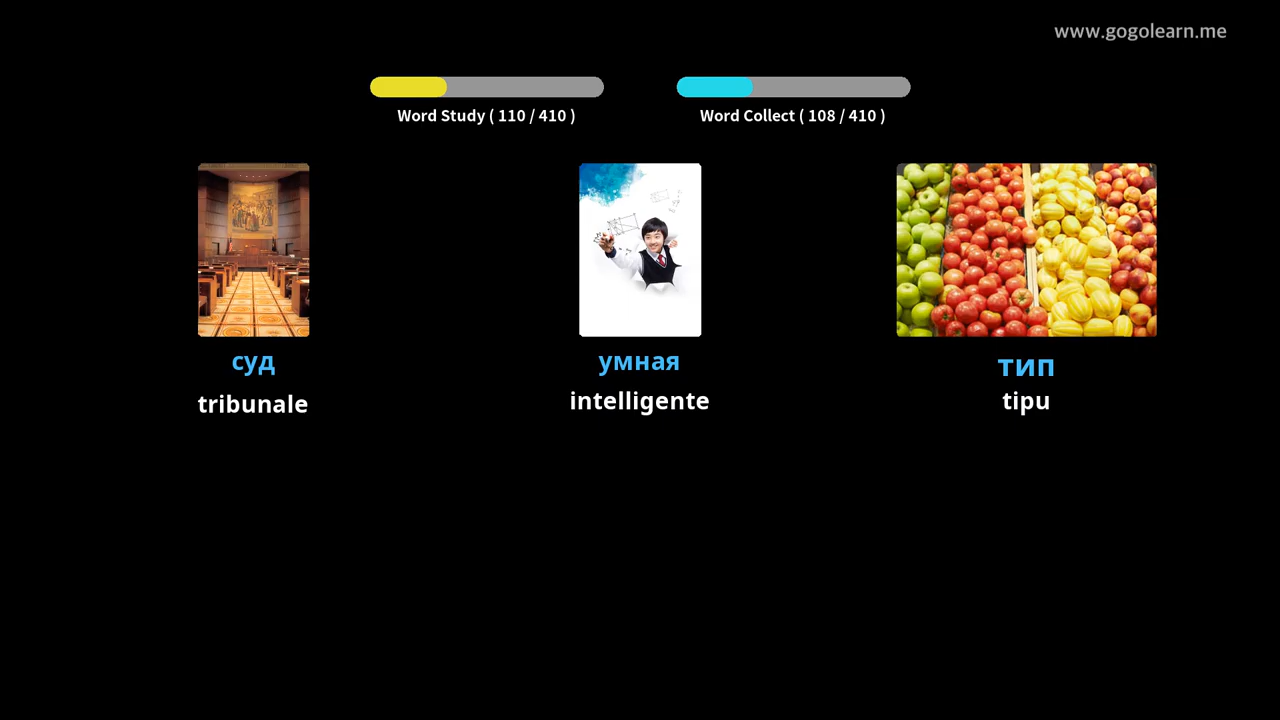 www.gogolearn.me
Word Study ( 110 / 410 )
Word Collect ( 108 / 410 )
суд
tribunale
умная
intelligente
тип
tipu